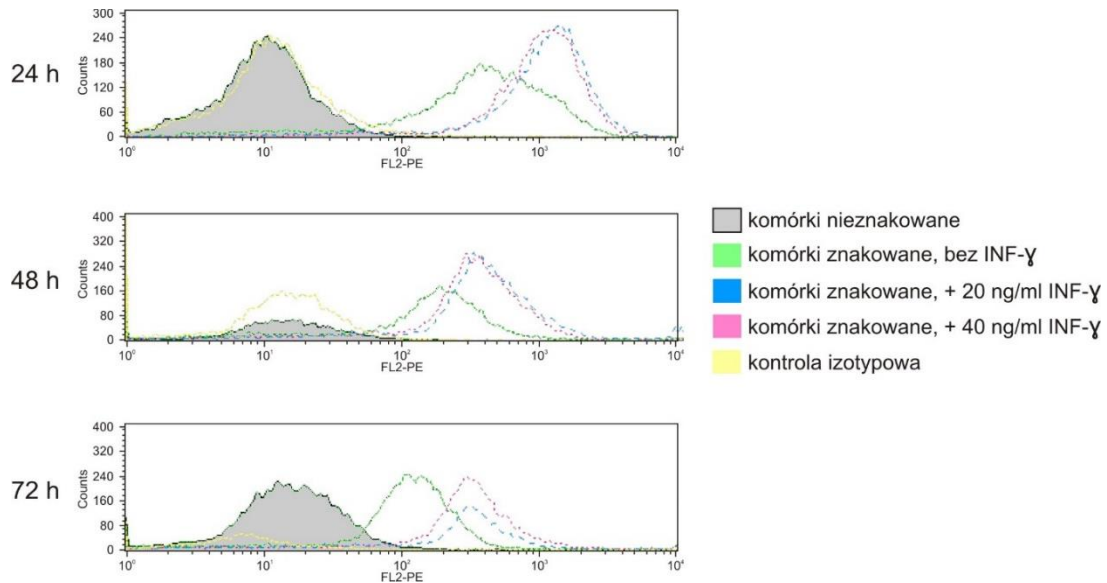 24 h
Counts
300
240
180
120
60
0
10⁰ 10¹ 10² 10³ 10⁴
FL2-PE
48 h
Counts
400
320
240
160
80
0
10⁰ 10¹ 10² 10³ 10⁴
FL2-PE
komórki nieznakowane
komórki znakowane, bez INF-ɣ
komórki znakowane, + 20 ng/ml INF-ɣ
komórki znakowane, + 40 ng/ml INF-ɣ
kontrola izotypowa
72 h
Counts
400
320
240
160
80
0
10⁰ 10¹ 10² 10³ 10⁴
FL2-PE